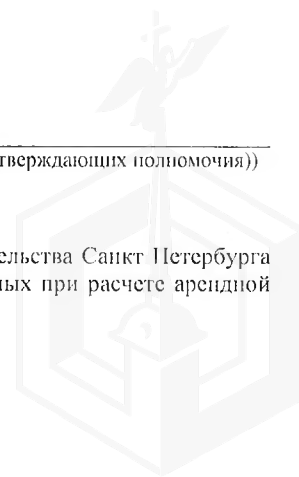 тверждающих полномочия))
ельства Санкт Петербурга
ных при расчете арендной